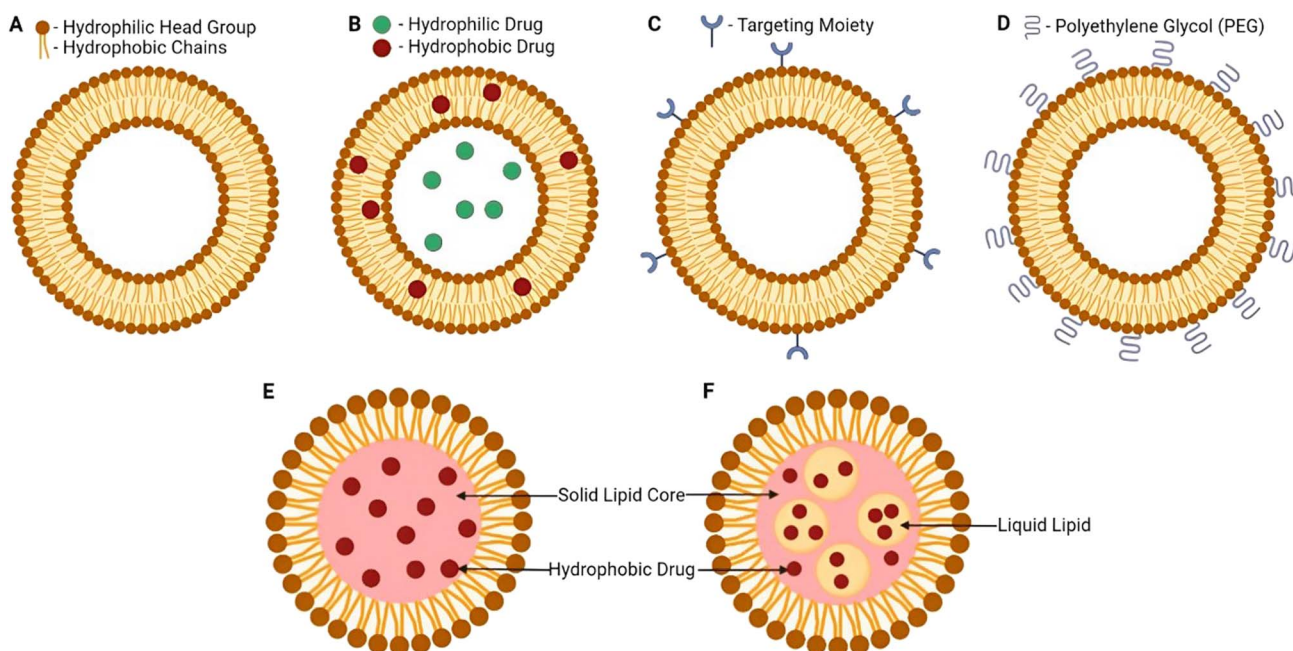 A
- Hydrophilic Head Group
- Hydrophobic Chains
B
- Hydrophilic Drug
- Hydrophobic Drug
C
- Targeting Moiety
D
- Polyethylene Glycol (PEG)
E
F
Solid Lipid Core
Liquid Lipid
Hydrophobic Drug